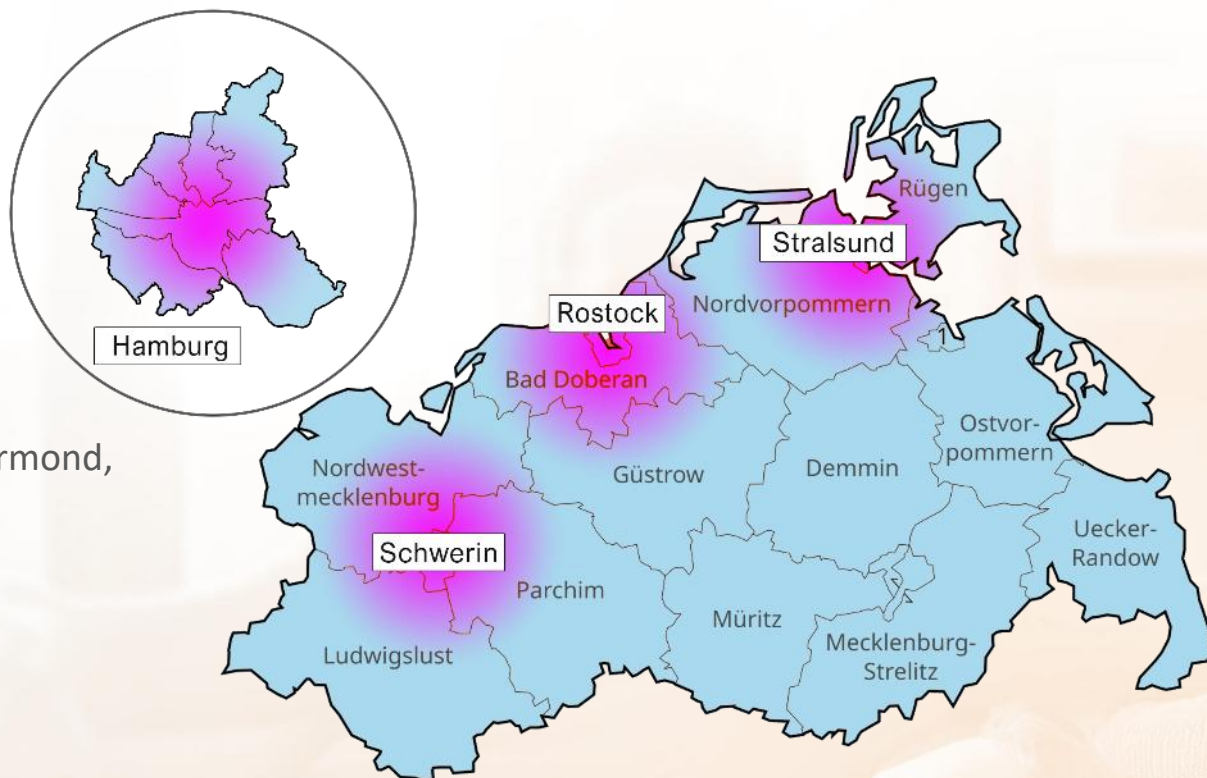 Rügen
Stralsund
Nordvorpommern
Rostock
1
Hamburg
Bad Doberan
Ostvor-
pommern
rmond,
Nordwest-
mecklenburg
Güstrow
Demmin
Uecker-
Randow
Schwerin
Parchim
Müritz
Mecklenburg-
Strelitz
Ludwigslust